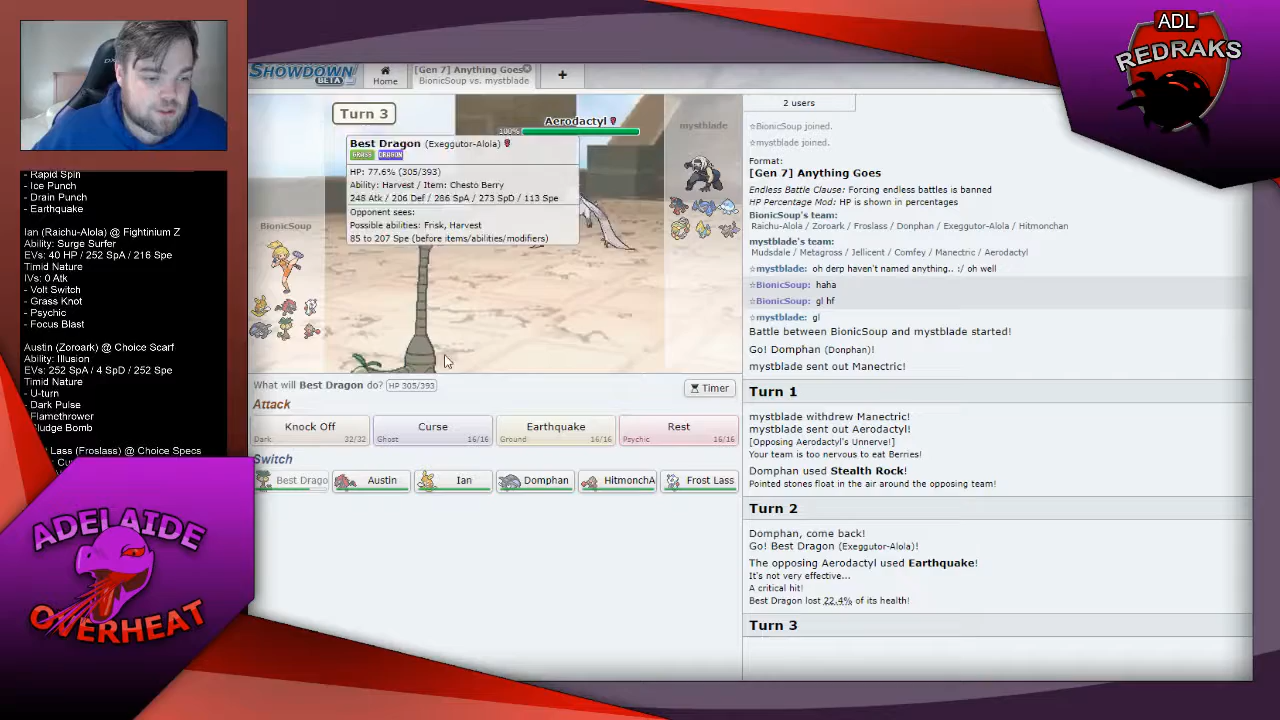 - Rapid Spin
- Ice Punch
- Drain Punch
- Earthquake
Ian (Raichu-Alola) @ Fightinium Z
Ability: Surge Surfer
EVs: 40 HP / 252 SpA / 216 Spe
Timid Nature
IVs: 0 Atk
- Volt Switch
- Grass Knot
- Psychic
- Focus Blast
Austin (Zoroark) @ Choice Scarf
Ability: Illusion
EVs: 252 SpA / 4 SpD / 252 Spe
Timid Nature
- U-turn
- Dark Pulse
- Flamethrower
Sludge Bomb
Lass (Froslass) @ Choice Specs
ADELAIDE
OVERHEAT
SHOWDOWN
BETA
Home
[Gen 7] Anything Goes
BionicSoup vs. mystblade
+
Turn 3
Aerodactyl
100%
Best Dragon (Exeggutor-Alola)
GRASS DRAGON
HP: 77.6% (305/393)
Ability: Harvest / Item: Chesto Berry
248 Atk / 206 Def / 286 SpA / 273 SpD / 113 Spe
Opponent sees:
Possible abilities: Frisk, Harvest
85 to 207 Spe (before items/abilities/modifiers)
BionicSoup
mystblade
What will Best Dragon do? HP 305/393
Timer
Attack
Knock Off
Dark 32/32
Curse
Ghost 16/16
Earthquake
Ground 16/16
Rest
Psychic 16/16
Switch
Best Drago
Austin
Ian
Domphan
HitmonchA
Frost Lass
2 users
☆BionicSoup joined.
☆mystblade joined.
Format:
[Gen 7] Anything Goes
Endless Battle Clause: Forcing endless battles is banned
HP Percentage Mod: HP is shown in percentages
BionicSoup's team:
Raichu-Alola / Zoroark / Froslass / Donphan / Exeggutor-Alola / Hitmonchan
mystblade's team:
Mudsdale / Metagross / Jellicent / Comfey / Manectric / Aerodactyl
☆mystblade: oh derp haven't named anything.. :/ oh well
☆BionicSoup: haha
☆BionicSoup: gl hf
☆mystblade: gl
Battle between BionicSoup and mystblade started!
Go! Domphan (Donphan)!
mystblade sent out Manectric!
Turn 1
mystblade withdrew Manectric!
mystblade sent out Aerodactyl!
[Opposing Aerodactyl's Unnerve!]
Your team is too nervous to eat Berries!
Domphan used Stealth Rock!
Pointed stones float in the air around the opposing team!
Turn 2
Domphan, come back!
Go! Best Dragon (Exeggutor-Alola)!
The opposing Aerodactyl used Earthquake!
It's not very effective...
A critical hit!
Best Dragon lost 22.4% of its health!
Turn 3
ADL
REDRAKS